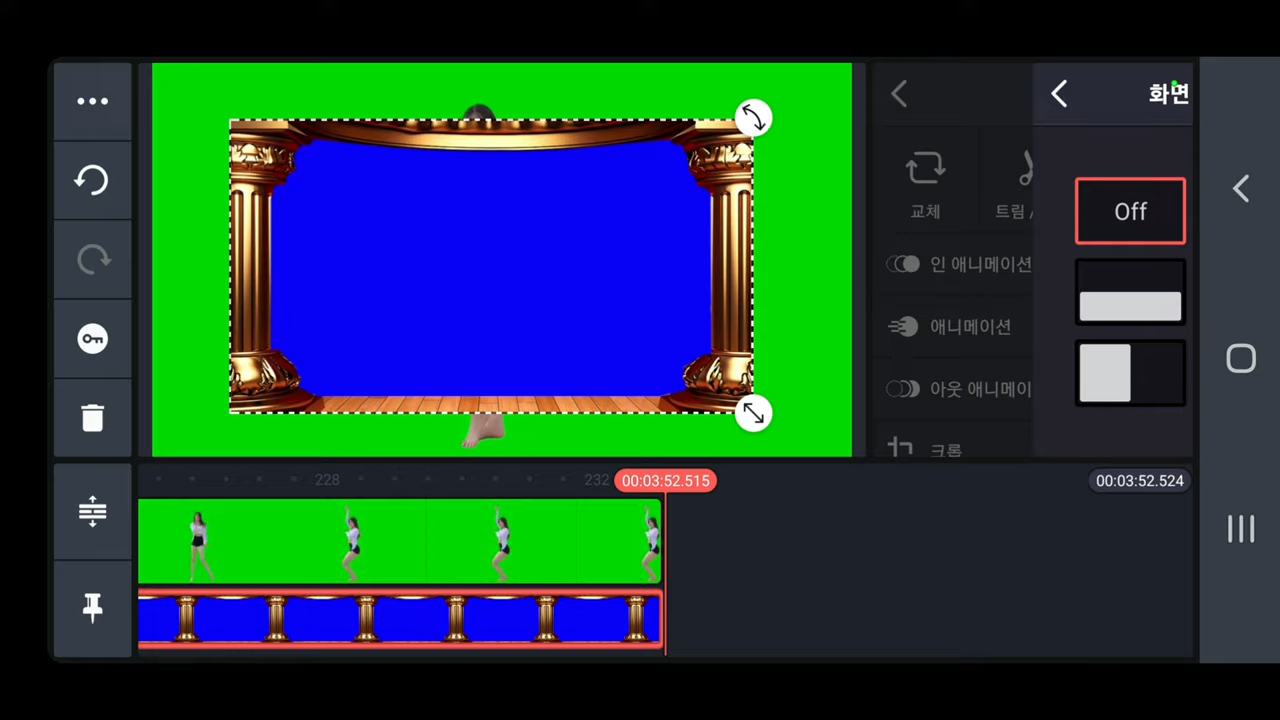 화면
교체
트림 /
Off
인 애니메이션
애니메이션
아웃 애니메이
크롭
228
232
00:03:52.515
00:03:52.524